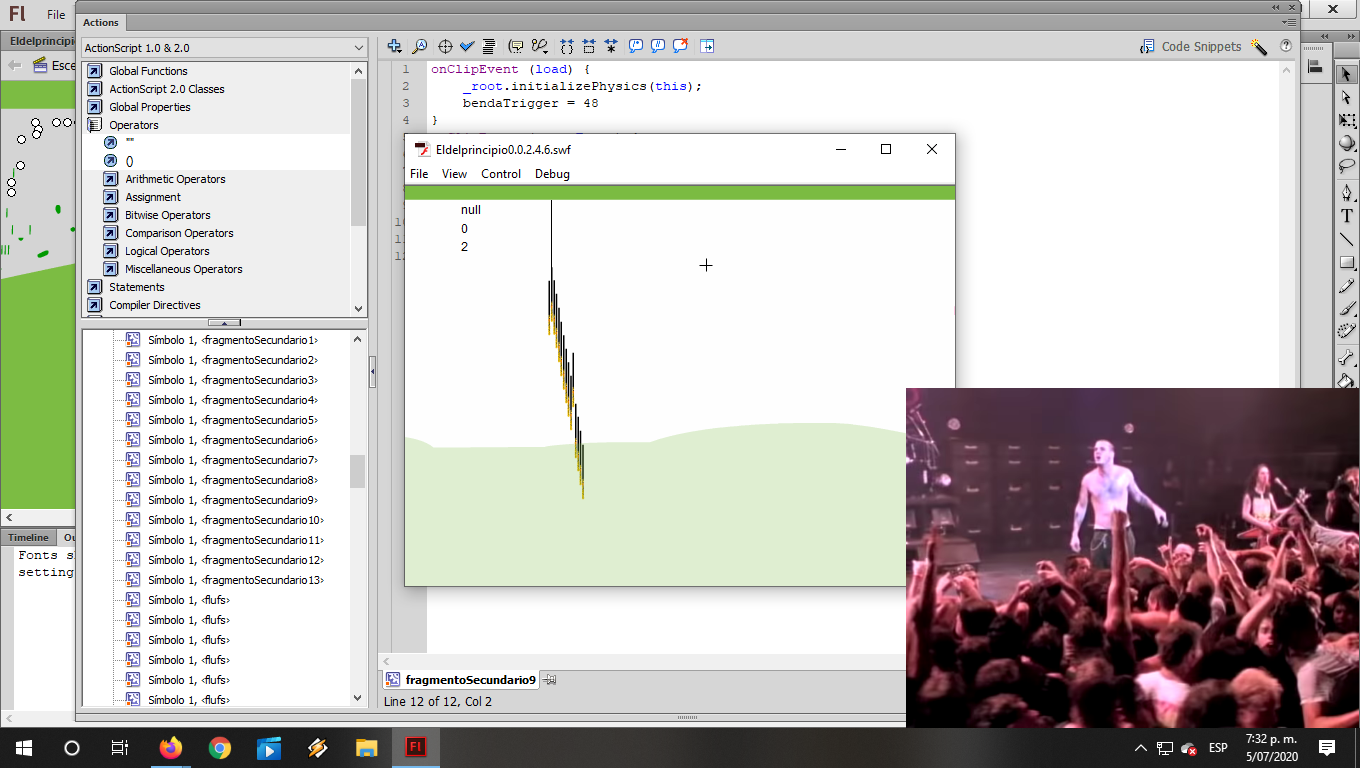 Fl File
Actions
Eldelprincipio
ActionScript 1.0 & 2.0
Code Snippets
Esce
Global Functions
ActionScript 2.0 Classes
Global Properties
Operators
""
()
Arithmetic Operators
Assignment
Bitwise Operators
Comparison Operators
Logical Operators
Miscellaneous Operators
Statements
Compiler Directives
1 onClipEvent (load) {
2 _root.initializePhysics(this);
3 bendaTrigger = 48
4 }
Eldelprincipio0.0.2.4.6.swf
File View Control Debug
null
0
2
Símbolo 1, <fragmentoSecundario1>
Símbolo 1, <fragmentoSecundario2>
Símbolo 1, <fragmentoSecundario3>
Símbolo 1, <fragmentoSecundario4>
Símbolo 1, <fragmentoSecundario5>
Símbolo 1, <fragmentoSecundario6>
Símbolo 1, <fragmentoSecundario7>
Símbolo 1, <fragmentoSecundario8>
Símbolo 1, <fragmentoSecundario9>
Símbolo 1, <fragmentoSecundario10>
Símbolo 1, <fragmentoSecundario11>
Símbolo 1, <fragmentoSecundario12>
Símbolo 1, <fragmentoSecundario13>
Símbolo 1, <flufs>
Símbolo 1, <flufs>
Símbolo 1, <flufs>
Símbolo 1, <flufs>
Símbolo 1, <flufs>
Símbolo 1, <flufs>
Timeline Ou
Fonts s
setting
fragmentoSecundario9
Line 12 of 12, Col 2
Fl
ESP
7:32 p. m.
5/07/2020